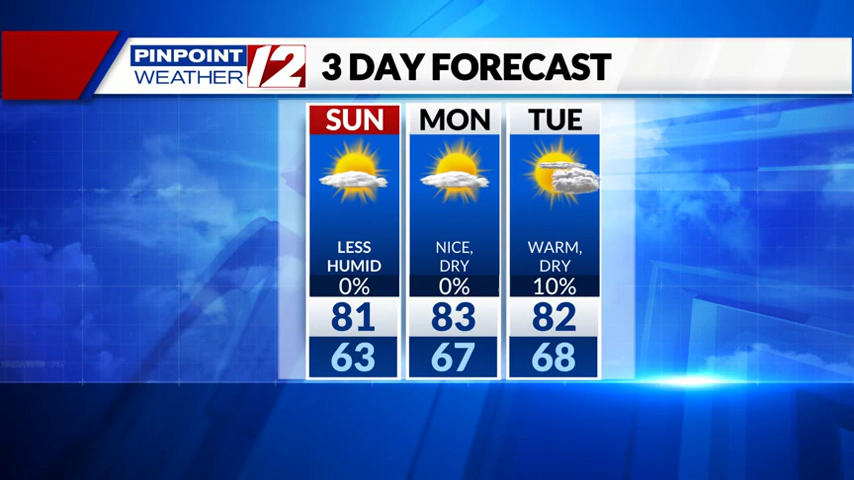 PINPOINT
WEATHER 12
3 DAY FORECAST
SUN
MON
TUE
LESS
HUMID
NICE,
DRY
WARM,
DRY
0%
0%
10%
81
83
82
63
67
68